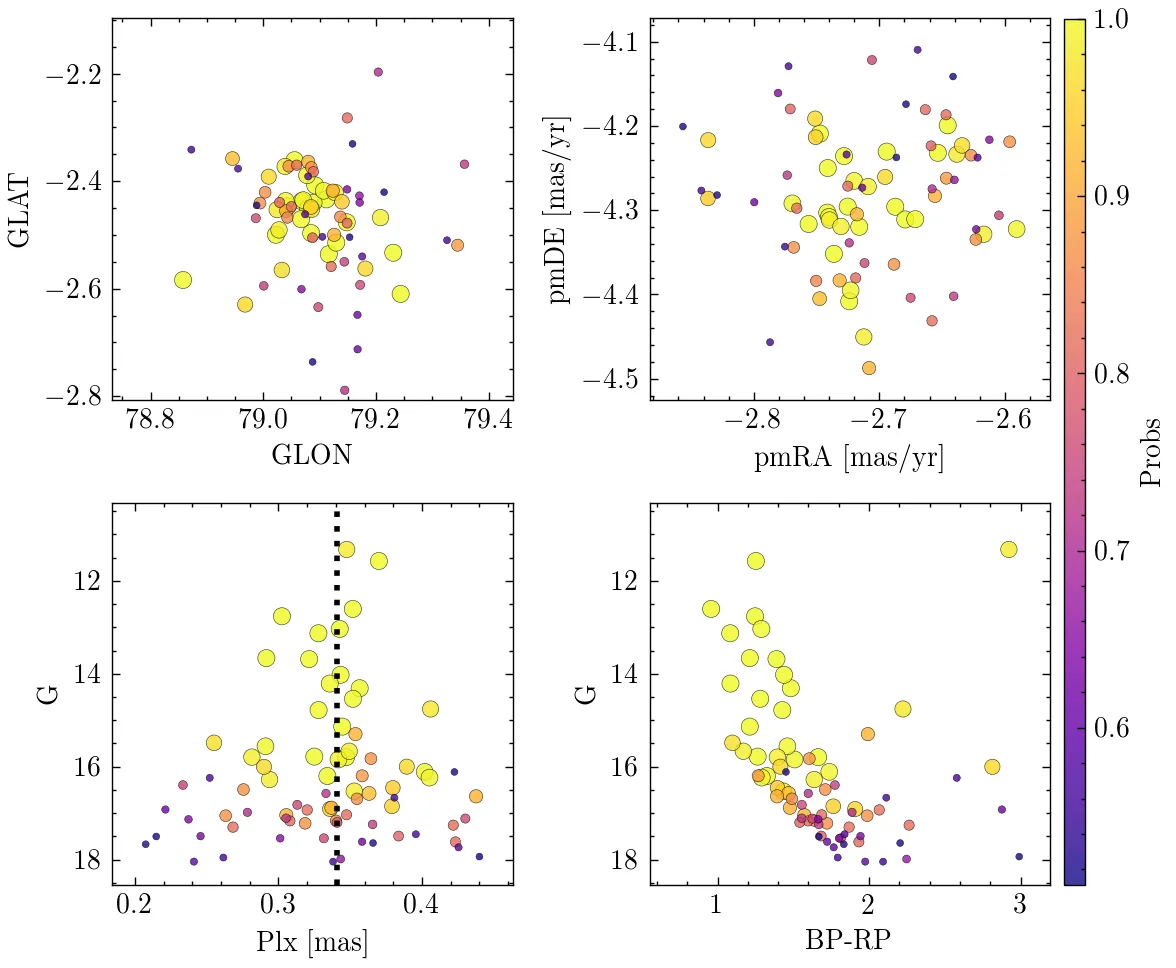 −2.2
−2.4
−2.6
−2.8
GLAT
78.8 79.0 79.2 79.4
GLON
−4.1
−4.2
−4.3
−4.4
−4.5
pmDE [mas/yr]
−2.8 −2.7 −2.6
pmRA [mas/yr]
1.0
0.9
0.8
0.7
0.6
Probs
12
14
16
18
G
0.2 0.3 0.4
Plx [mas]
12
14
16
18
G
1 2 3
BP-RP